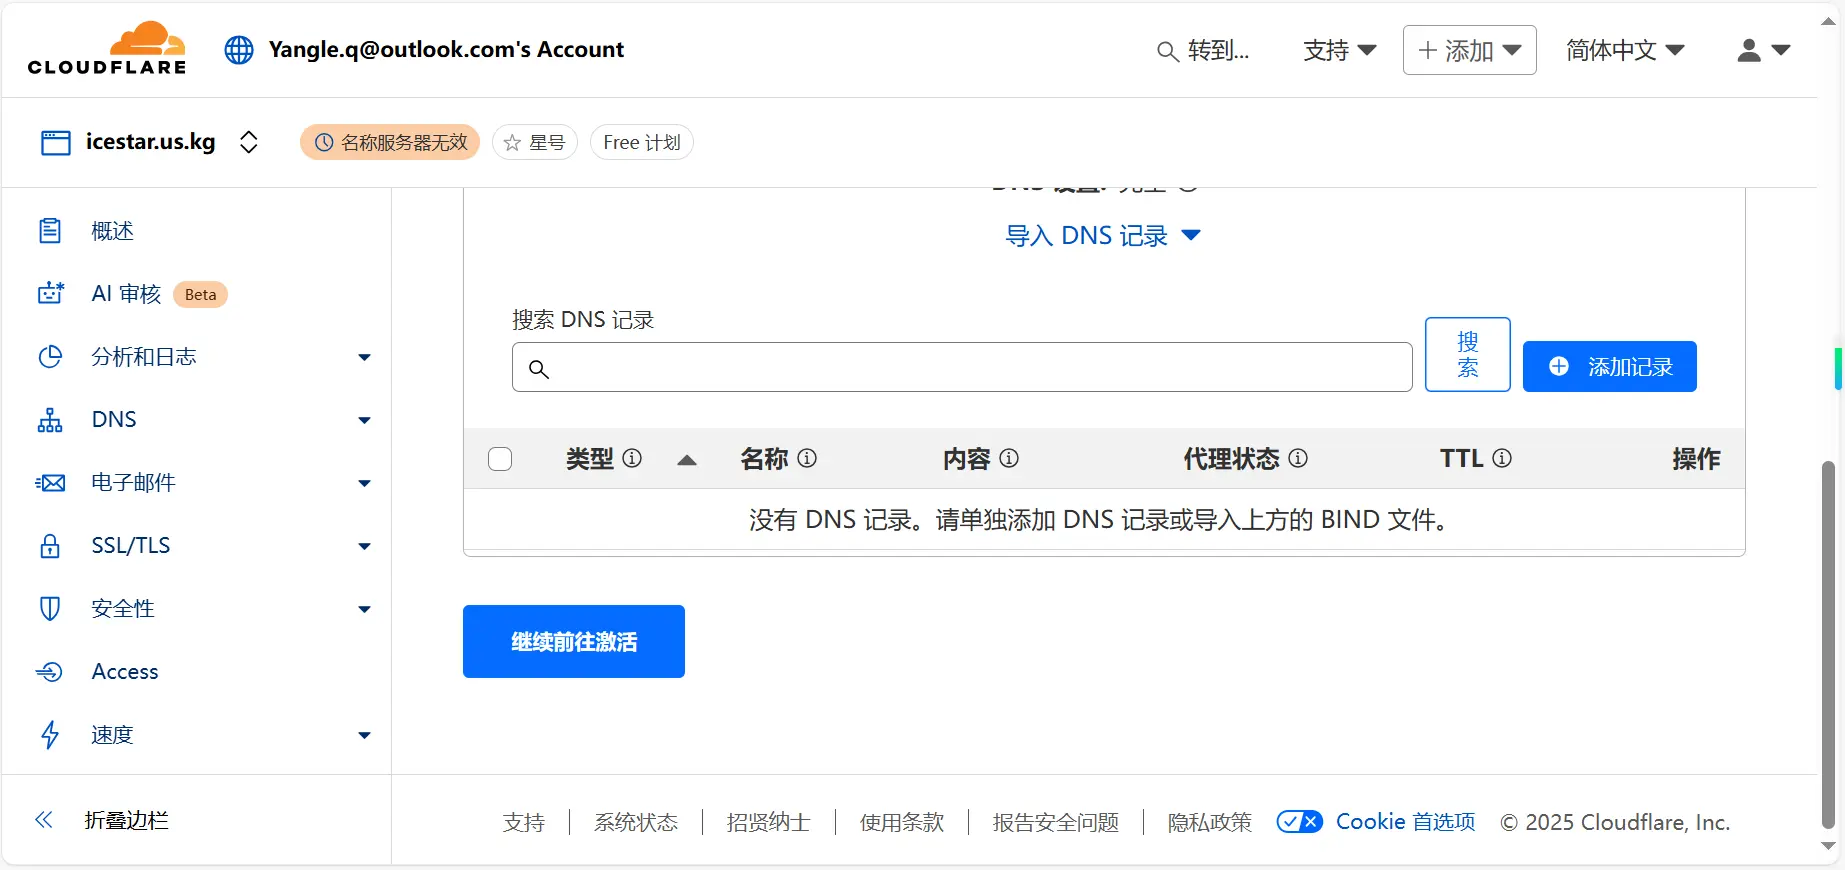 CLOUDFLARE
Yangle.q@outlook.com's Account
转到...
支持
添加
简体中文
icestar.us.kg
名称服务器无效
星号
Free 计划
概述
AI 审核
Beta
分析和日志
DNS
电子邮件
SSL/TLS
安全性
Access
速度
折叠边栏
导入 DNS 记录
搜索 DNS 记录
搜
索
添加记录
类型
名称
内容
代理状态
TTL
操作
没有 DNS 记录。请单独添加 DNS 记录或导入上方的 BIND 文件。
继续前往激活
支持
系统状态
招贤纳士
使用条款
报告安全问题
隐私政策
Cookie 首选项
© 2025 Cloudflare, Inc.